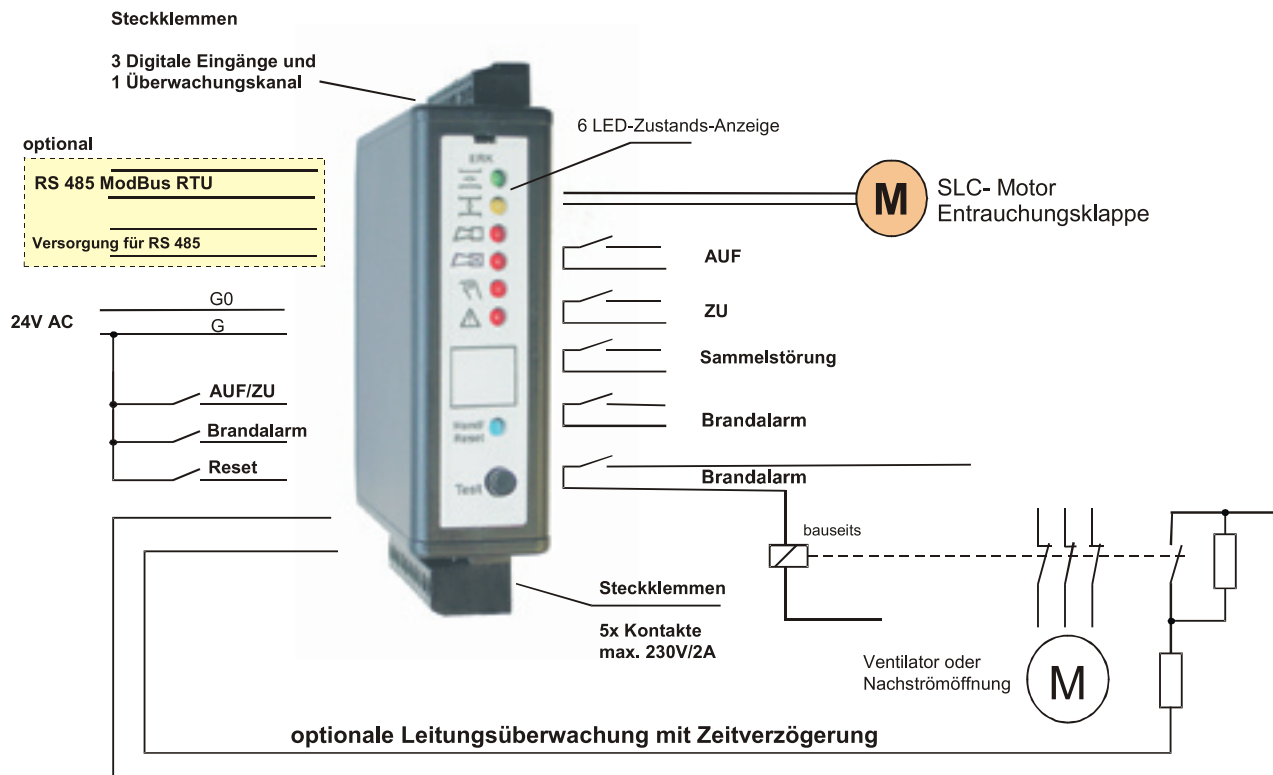 Steckklemmen
3 Digitale Eingänge und
1 Überwachungskanal
6 LED-Zustands-Anzeige
optional
RS 485 ModBus RTU
Versorgung für RS 485
ERK
M
SLC- Motor
Entrauchungsklappe
AUF
ZU
Sammelstörung
Brandalarm
Brandalarm
24V AC
G0
G
AUF/ZU
Brandalarm
Reset
Hand/
Reset
Test
bauseits
Steckklemmen
5x Kontakte
max. 230V/2A
Ventilator oder
Nachströmöffnung
M
optionale Leitungsüberwachung mit Zeitverzögerung